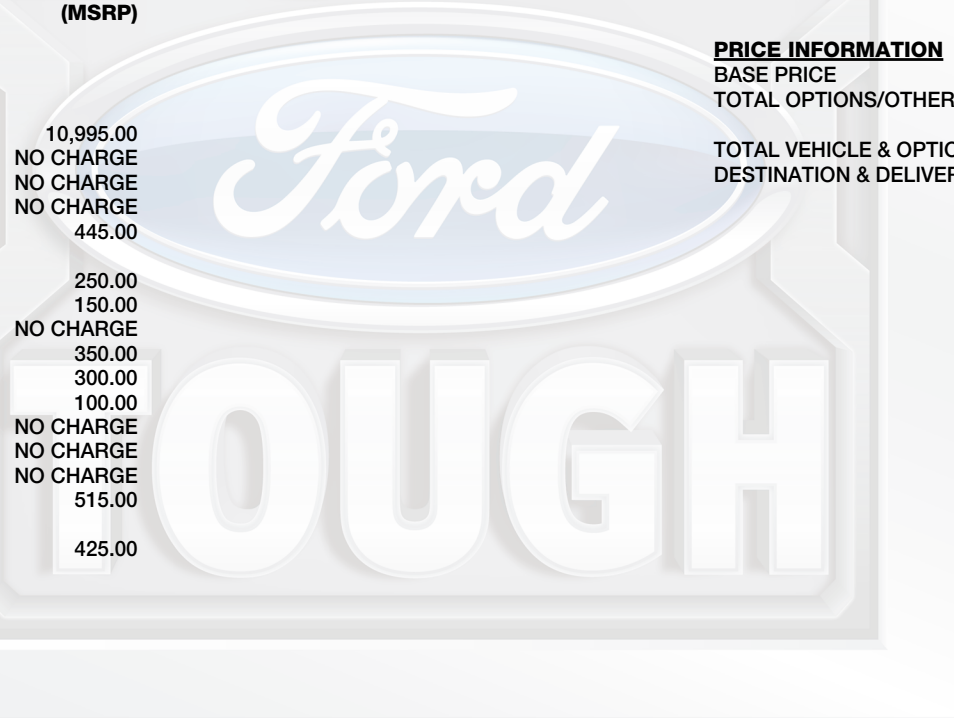 (MSRP)
PRICE INFORMATION
BASE PRICE
TOTAL OPTIONS/OTHER
TOTAL VEHICLE & OPTIO
DESTINATION & DELIVER
10,995.00
NO CHARGE
NO CHARGE
NO CHARGE
445.00
250.00
150.00
NO CHARGE
350.00
300.00
100.00
NO CHARGE
NO CHARGE
NO CHARGE
515.00
425.00
Ford
TOUGH